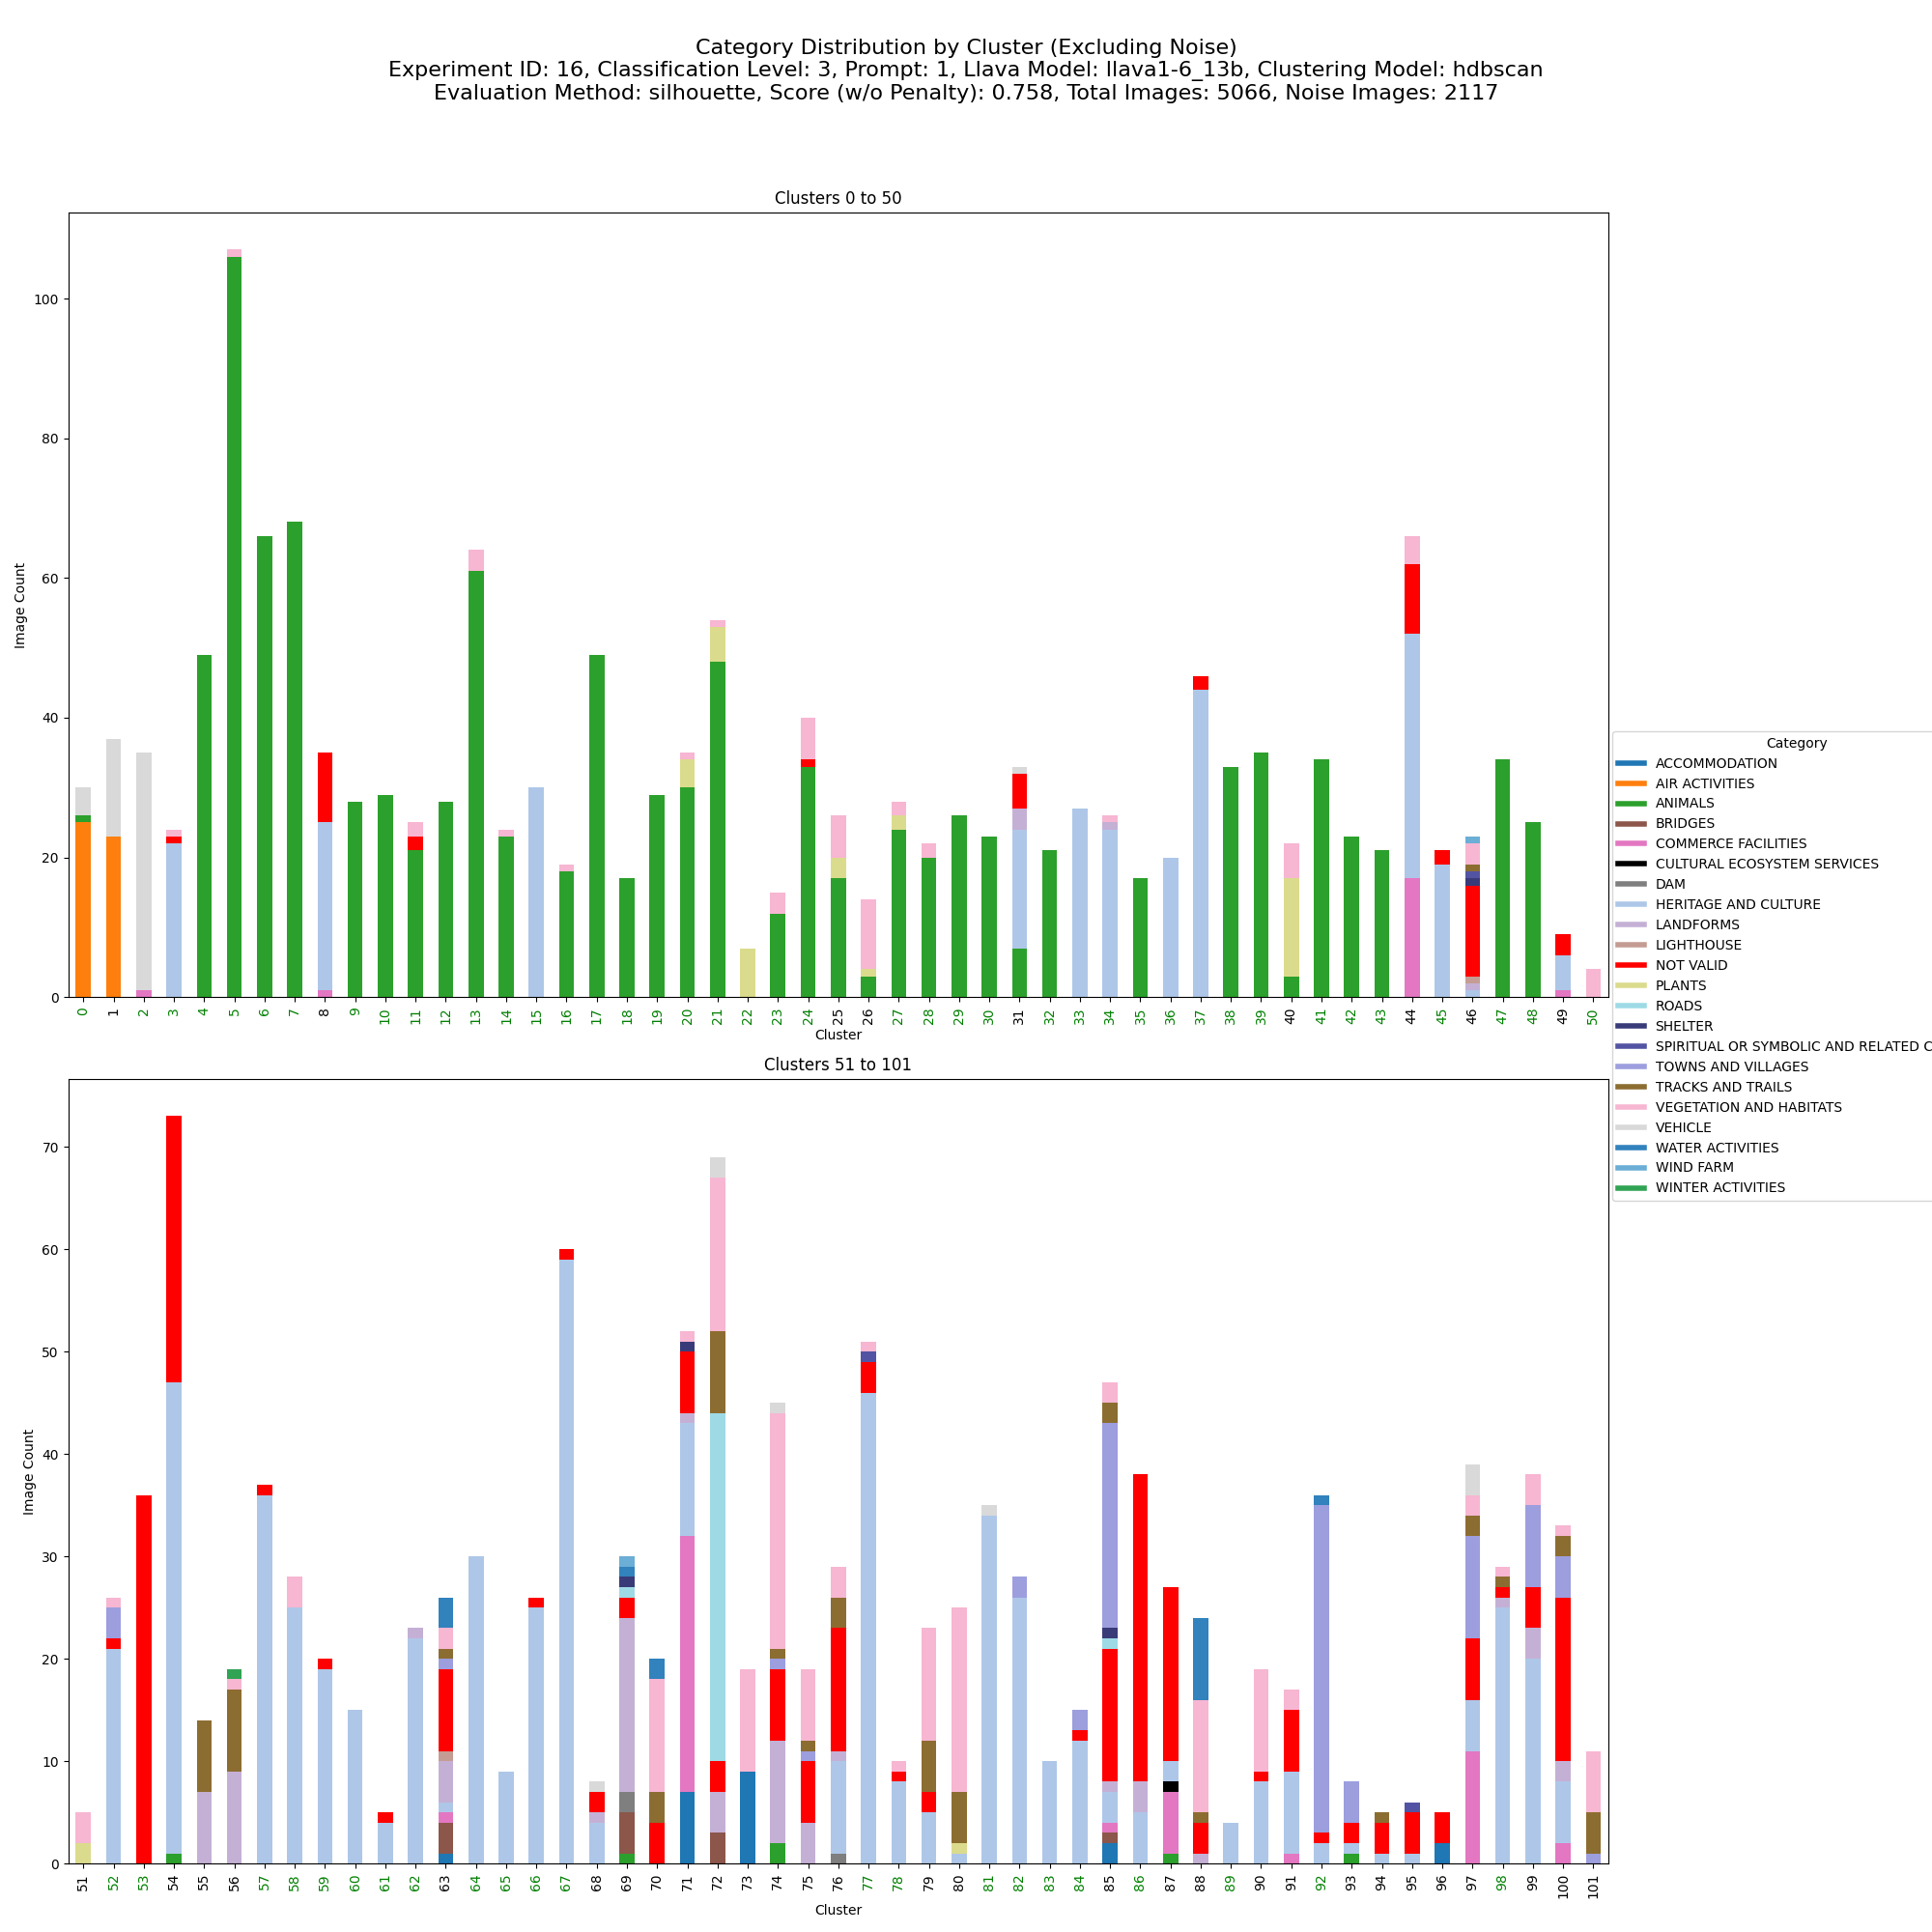 Category Distribution by Cluster (Excluding Noise)
Experiment ID: 16, Classification Level: 3, Prompt: 1, Llava Model: llava1-6_13b, Clustering Model: hdbscan
Evaluation Method: silhouette, Score (w/o Penalty): 0.758, Total Images: 5066, Noise Images: 2117
Clusters 0 to 50
Image Count
100
80
60
40
20
0
0 1 2 3 4 5 6 7 8 9 10 11 12 13 14 15 16 17 18 19 20 21 22 23 24 25 26 27 28 29 30 31 32 33 34 35 36 37 38 39 40 41 42 43 44 45 46 47 48 49 50
Cluster
Category
ACCOMMODATION
AIR ACTIVITIES
ANIMALS
BRIDGES
COMMERCE FACILITIES
CULTURAL ECOSYSTEM SERVICES
DAM
HERITAGE AND CULTURE
LANDFORMS
LIGHTHOUSE
NOT VALID
PLANTS
ROADS
SHELTER
SPIRITUAL OR SYMBOLIC AND RELATED C
TOWNS AND VILLAGES
TRACKS AND TRAILS
VEGETATION AND HABITATS
VEHICLE
WATER ACTIVITIES
WIND FARM
WINTER ACTIVITIES
Clusters 51 to 101
Image Count
70
60
50
40
30
20
10
0
51 52 53 54 55 56 57 58 59 60 61 62 63 64 65 66 67 68 69 70 71 72 73 74 75 76 77 78 79 80 81 82 83 84 85 86 87 88 89 90 91 92 93 94 95 96 97 98 99 100 101
Cluster